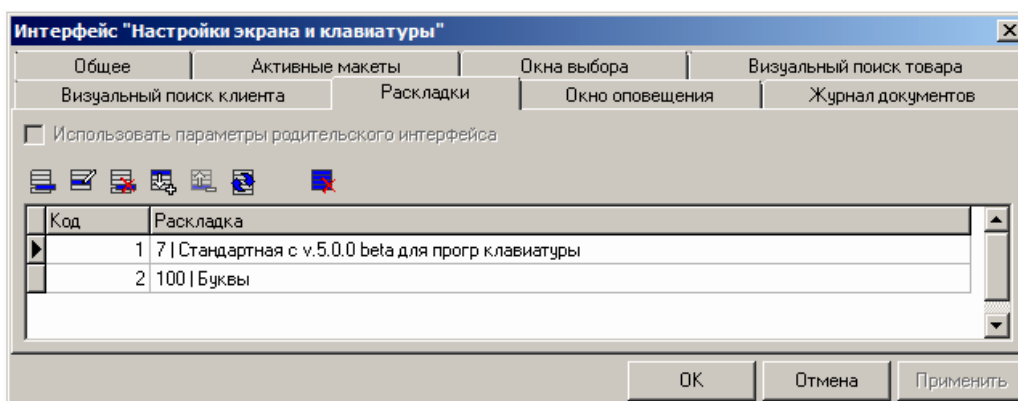 Интерфейс "Настройки экрана и клавиатуры"
Общее Активные макеты Окна выбора Визуальный поиск товара
Визуальный поиск клиента Раскладки Окно оповещения Журнал документов
Использовать параметры родительского интерфейса
Код Раскладка
1 7 | Стандартная с v.5.0.0 beta для прогр клавиатуры
2 100 | Буквы
OK Отмена Применить